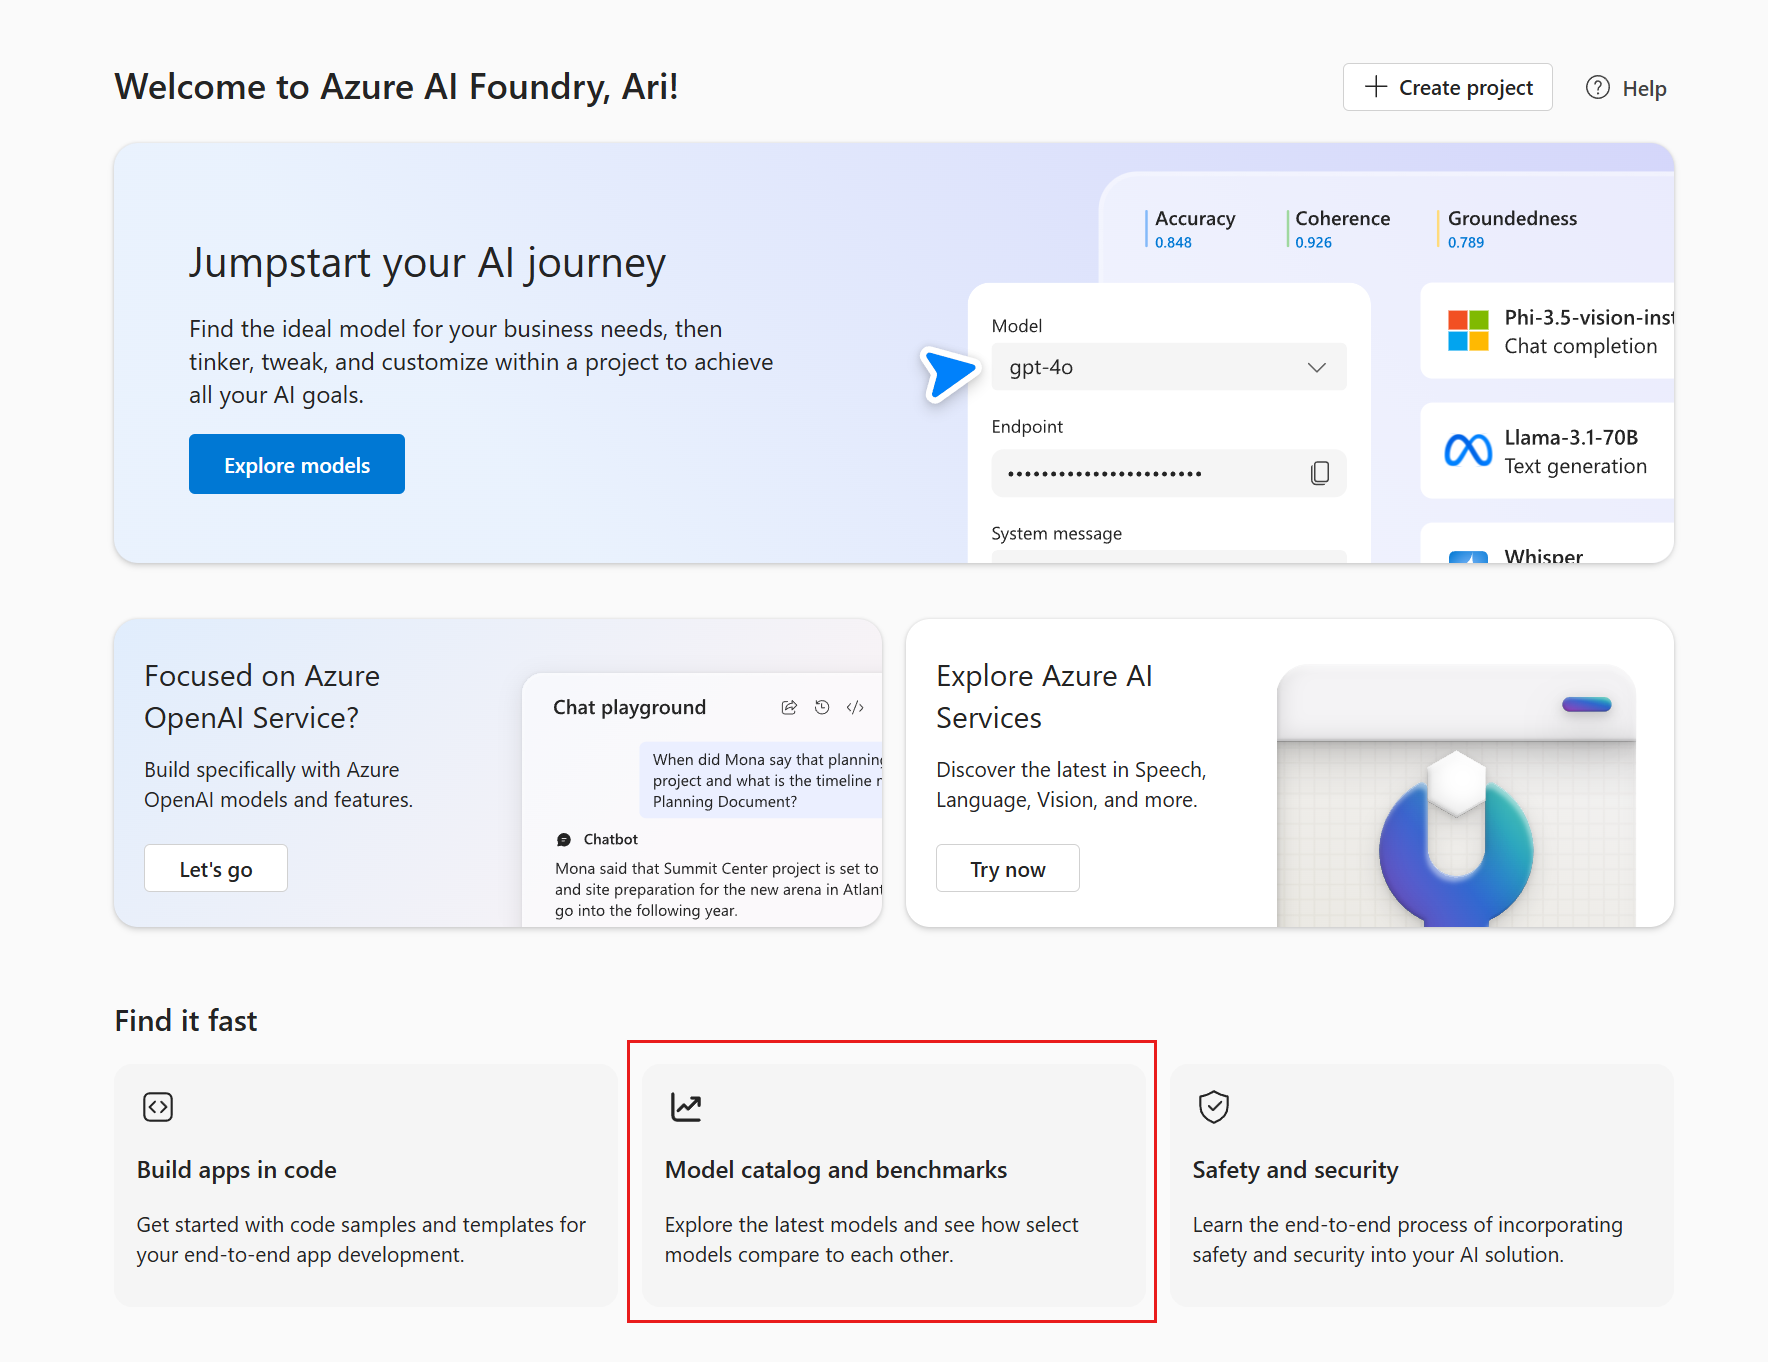 Welcome to Azure AI Foundry, Ari!
Create project
Help
Jumpstart your AI journey
Find the ideal model for your business needs, then
tinker, tweak, and customize within a project to achieve
all your AI goals.
Explore models
Accuracy
0.848
Coherence
0.926
Groundedness
0.789
Model
gpt-4o
Endpoint
System message
Phi-3.5-vision-inst
Chat completion
Llama-3.1-70B
Text generation
Whisper
Focused on Azure
OpenAI Service?
Build specifically with Azure
OpenAI models and features.
Let's go
Chat playground
When did Mona say that planning
project and what is the timeline
Planning Document?
Chatbot
Mona said that Summit Center project is set to
and site preparation for the new arena in Atlant
go into the following year.
Explore Azure AI
Services
Discover the latest in Speech,
Language, Vision, and more.
Try now
Find it fast
Build apps in code
Get started with code samples and templates for
your end-to-end app development.
Model catalog and benchmarks
Explore the latest models and see how select
models compare to each other.
Safety and security
Learn the end-to-end process of incorporating
safety and security into your AI solution.